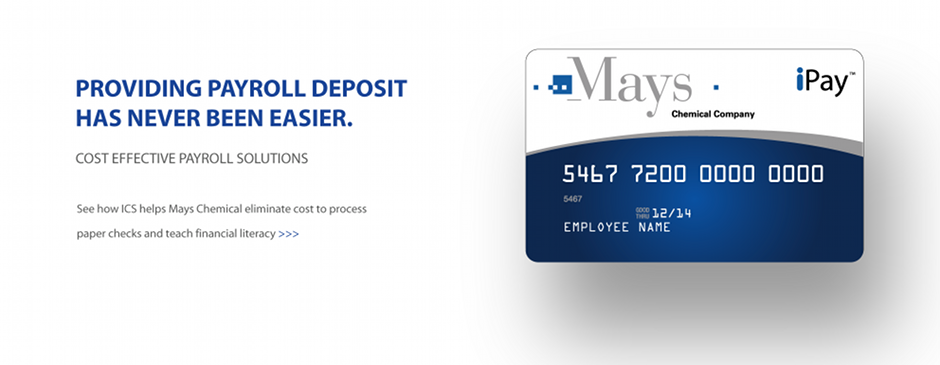 PROVIDING PAYROLL DEPOSIT
HAS NEVER BEEN EASIER.
COST EFFECTIVE PAYROLL SOLUTIONS
See how ICS helps Mays Chemical eliminate cost to process
paper checks and teach financial literacy >>>
Mays
Chemical Company
iPay™
5467 7200 0000 0000
5467
GOOD THRU 12/14
EMPLOYEE NAME